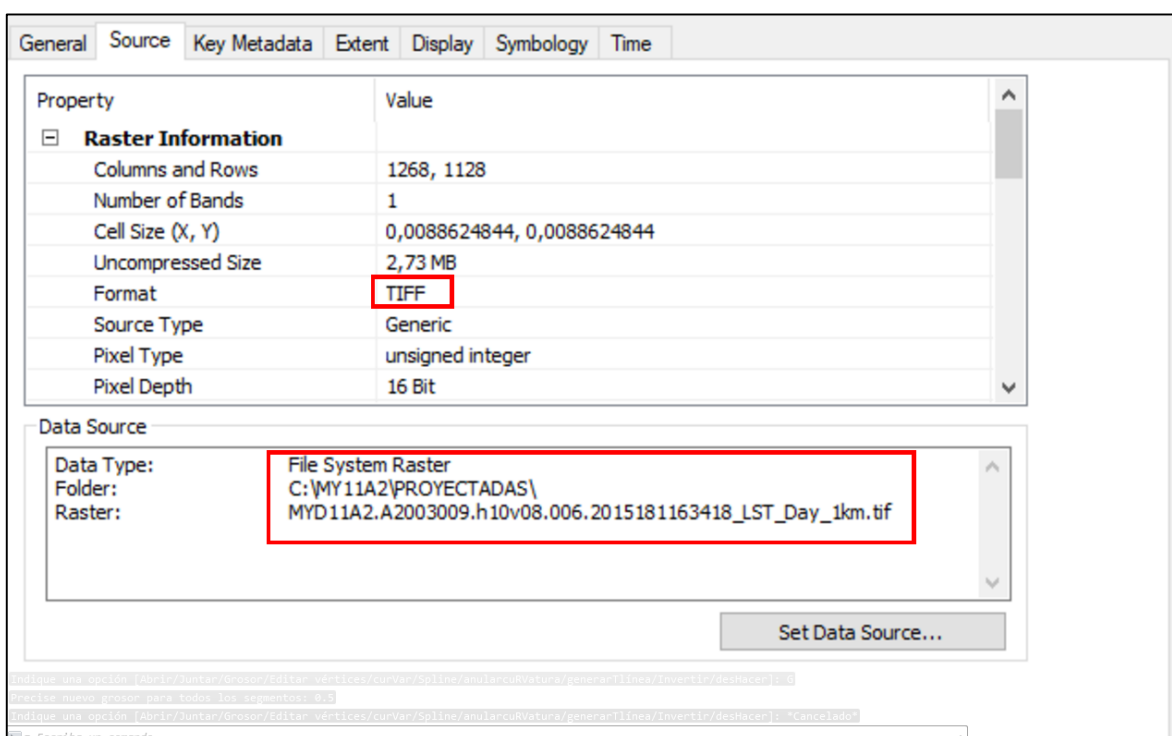 General Source Key Metadata Extent Display Symbology Time
Property Value
Raster Information
Columns and Rows 1268, 1128
Number of Bands 1
Cell Size (X, Y) 0,0088624844, 0,0088624844
Uncompressed Size 2,73 MB
Format TIFF
Source Type Generic
Pixel Type unsigned integer
Pixel Depth 16 Bit
Data Source
Data Type: File System Raster
Folder: C:\MY11A2\PROYECTADAS\
Raster: MYD11A2.A2003009.h10v08.006.2015181163418_LST_Day_1km.tif
Set Data Source...
Indique una opción [Abrir/Juntar/Grosor/Editar vértices/curVar/Spline/anularcuRVatura/generarTlínea/Invertir/desHacer]: G
Precise nuevo grosor para todos los segmentos: 0.5
Indique una opción [Abrir/Juntar/Grosor/Editar vértices/curVar/Spline/anularcuRVatura/generarTlínea/Invertir/desHacer]: *Cancelado*